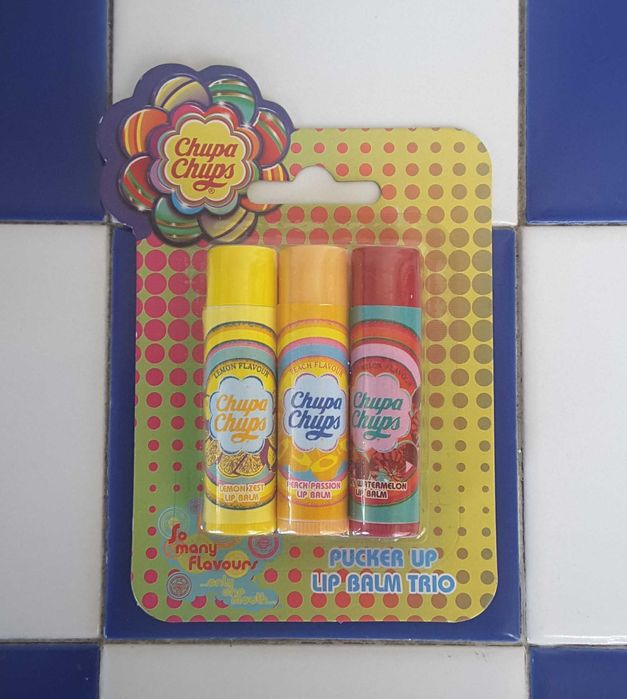 Chupa
Chups
®
LEMON FLAVOUR
Chupa
Chups
LEMON ZEST
LIP BALM
PEACH FLAVOUR
Chupa
Chups
PEACH PASSION
LIP BALM
Chupa
Chups
WATERMELON
LIP BALM
So
many
Flavours
...only
one
mouth...
PUCKER UP
LIP BALM TRIO